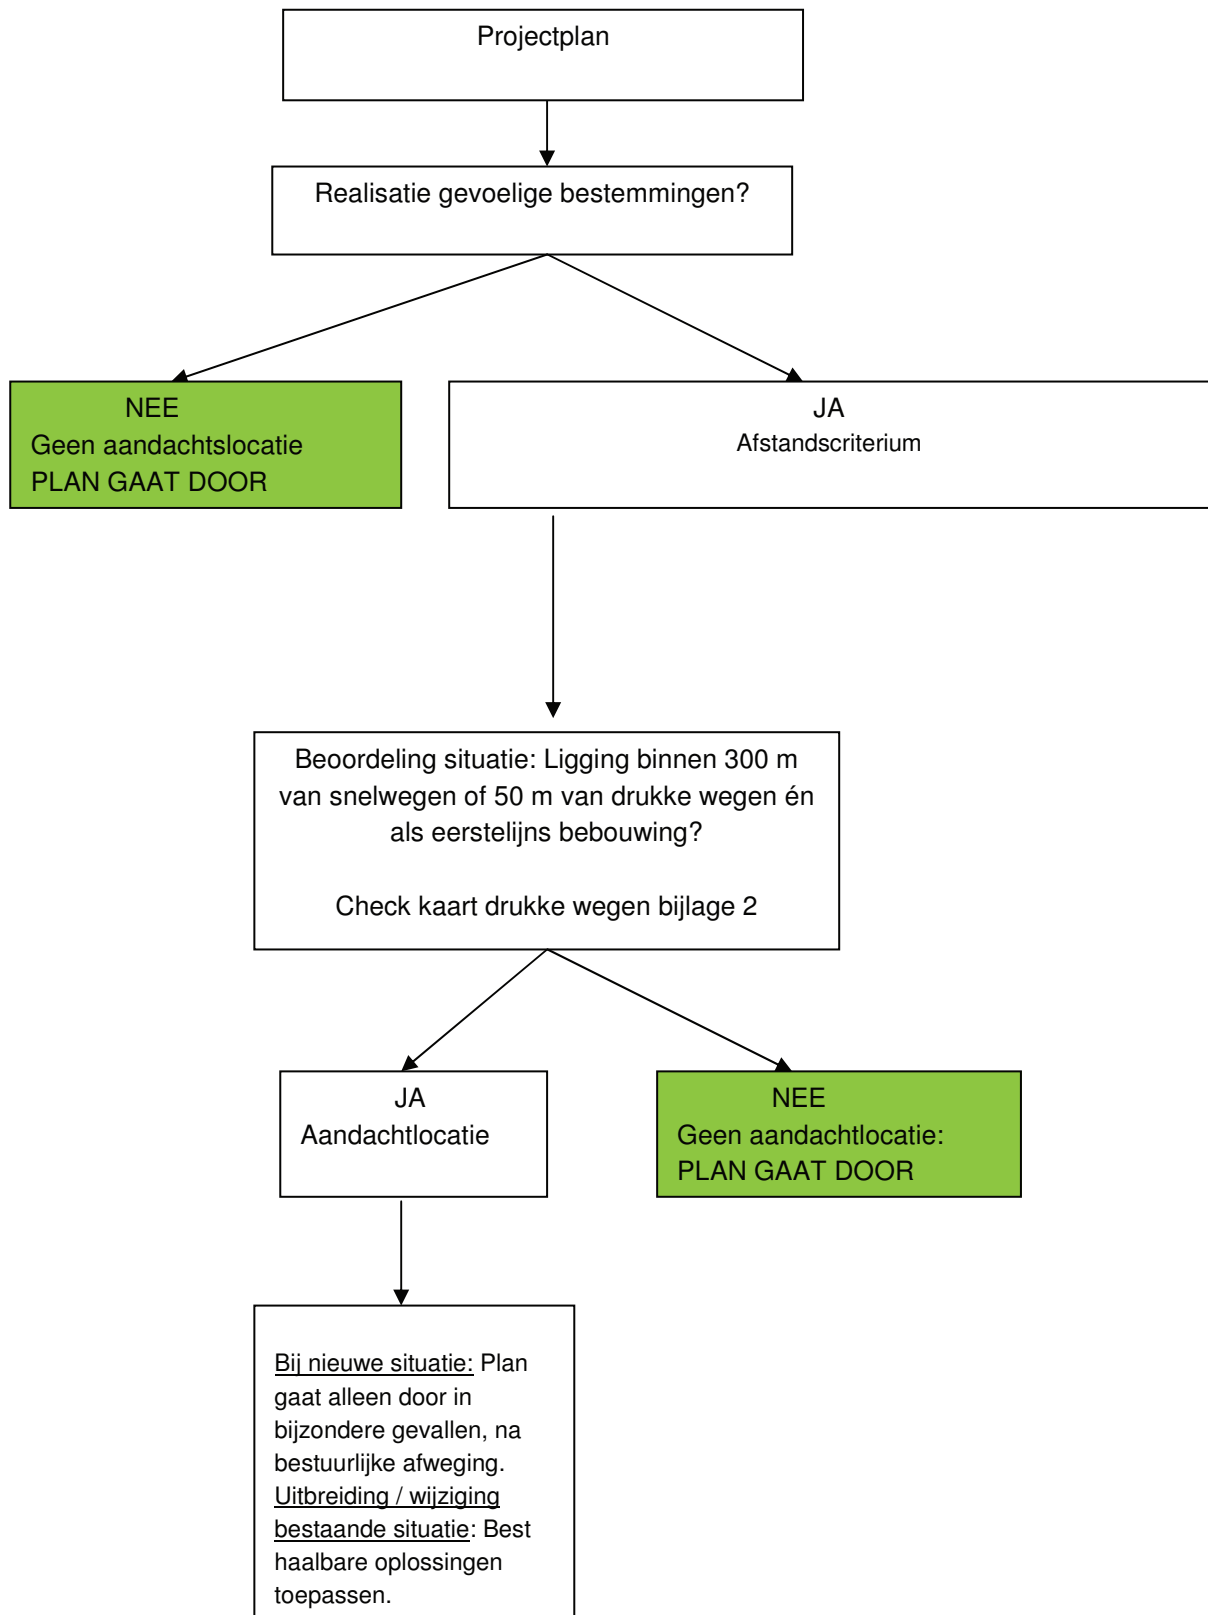 Projectplan
Realisatie gevoelige bestemmingen?
NEE
Geen aandachtslocatie
PLAN GAAT DOOR
JA
Afstandscriterium
Beoordeling situatie: Ligging binnen 300 m
van snelwegen of 50 m van drukke wegen én
als eerstelijns bebouwing?
Check kaart drukke wegen bijlage 2
JA
Aandachtlocatie
NEE
Geen aandachtlocatie:
PLAN GAAT DOOR
Bij nieuwe situatie: Plan
gaat alleen door in
bijzondere gevallen, na
bestuurlijke afweging.
Uitbreiding / wijziging
bestaande situatie: Best
haalbare oplossingen
toepassen.